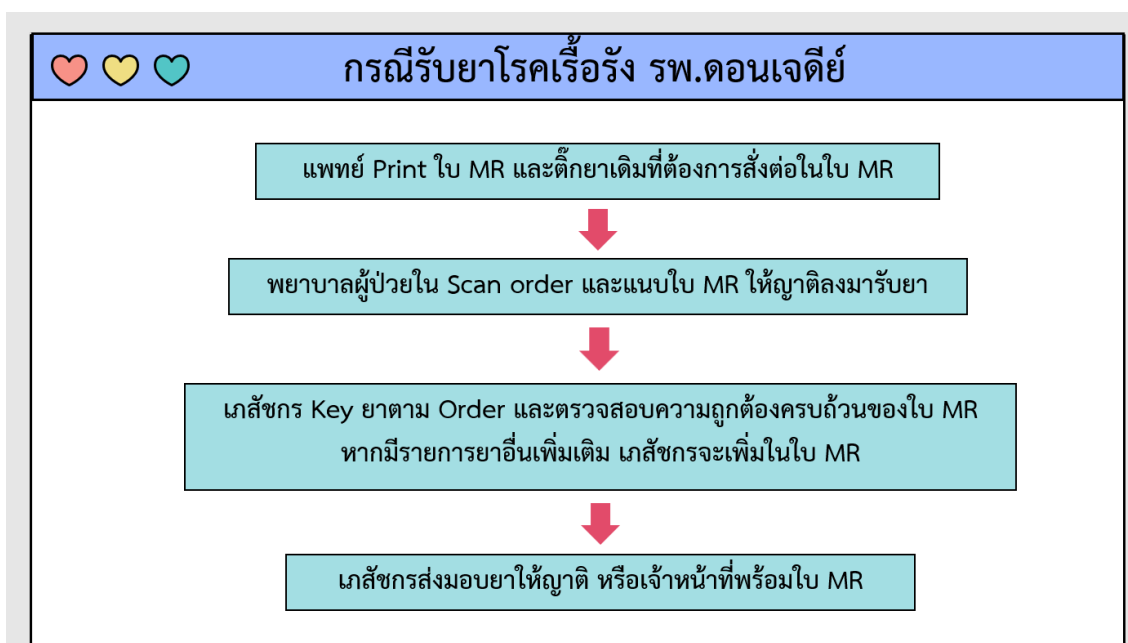 กรณีรับยาโรคเรื้อรัง รพ.ดอนเจดีย์
แพทย์ Print ใบ MR และติ๊กยาเดิมที่ต้องการสั่งต่อในใบ MR
พยาบาลผู้ป่วยใน Scan order และแนบใบ MR ให้ญาติลงมารับยา
เภสัชกร Key ยาตาม Order และตรวจสอบความถูกต้องครบถ้วนของใบ MR
หากมีรายการยาอื่นเพิ่มเติม เภสัชกรจะเพิ่มในใบ MR
เภสัชกรส่งมอบยาให้ญาติ หรือเจ้าหน้าที่พร้อมใบ MR